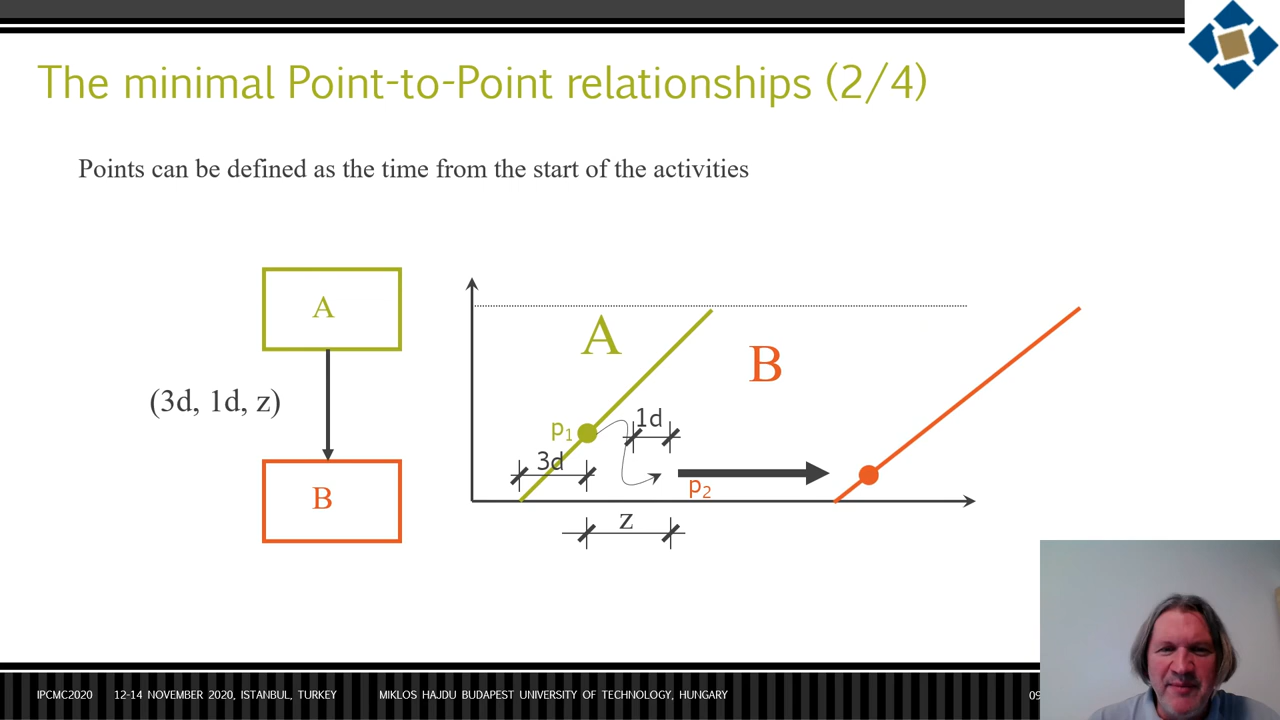 The minimal Point-to-Point relationships (2/4)
Points can be defined as the time from the start of the activities
A
(3d, 1d, z)
B
A
B
1d
p1
3d
p2
z
IPCMC2020 12-14 NOVEMBER 2020, ISTANBUL, TURKEY MIKLOS HAJDU BUDAPEST UNIVERSITY OF TECHNOLOGY, HUNGARY